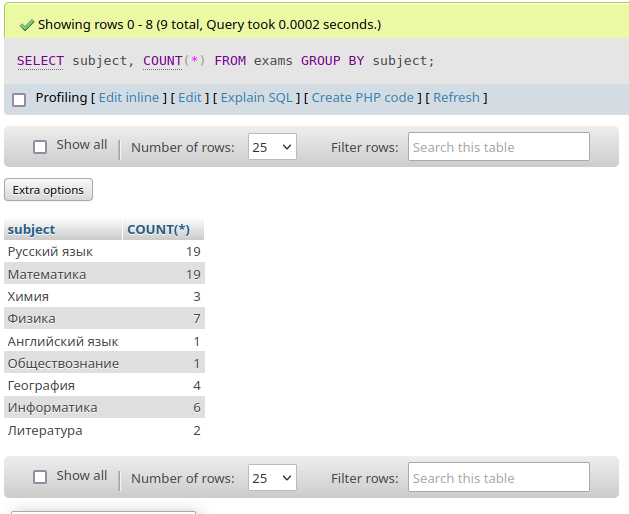 Showing rows 0 - 8 (9 total, Query took 0.0002 seconds.)
SELECT subject, COUNT(*) FROM exams GROUP BY subject;
Profiling [ Edit inline ] [ Edit ] [ Explain SQL ] [ Create PHP code ] [ Refresh ]
Show all Number of rows: 25 Filter rows: Search this table
Extra options
subject COUNT(*)
Русский язык 19
Математика 19
Химия 3
Физика 7
Английский язык 1
Обществознание 1
География 4
Информатика 6
Литература 2
Show all Number of rows: 25 Filter rows: Search this table